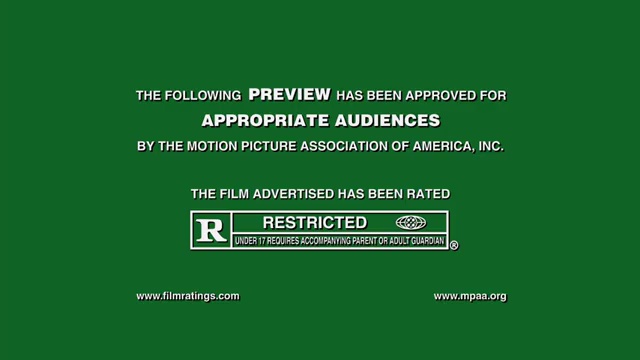 THE FOLLOWING PREVIEW HAS BEEN APPROVED FOR
APPROPRIATE AUDIENCES
BY THE MOTION PICTURE ASSOCIATION OF AMERICA, INC.
THE FILM ADVERTISED HAS BEEN RATED
R RESTRICTED
UNDER 17 REQUIRES ACCOMPANYING PARENT OR ADULT GUARDIAN ®
www.filmratings.com www.mpaa.org